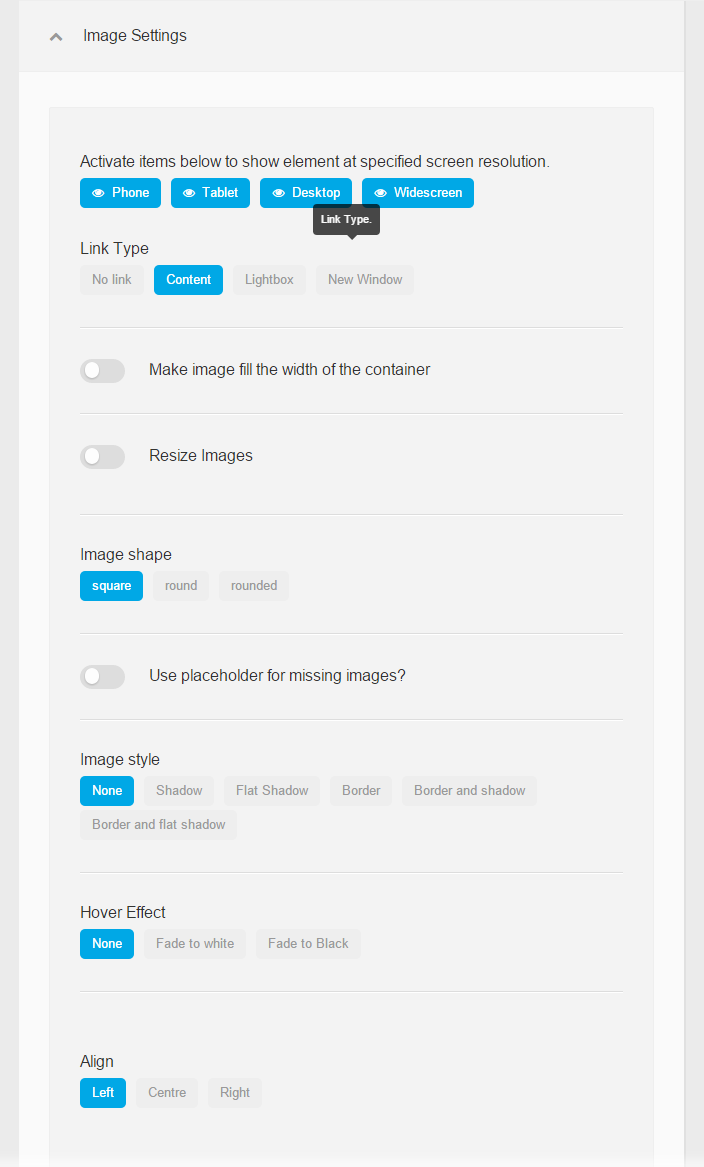 Image Settings
Activate items below to show element at specified screen resolution.
Phone Tablet Desktop Widescreen
Link Type.
Link Type
No link Content Lightbox New Window
Make image fill the width of the container
Resize Images
Image shape
square round rounded
Use placeholder for missing images?
Image style
None Shadow Flat Shadow Border Border and shadow
Border and flat shadow
Hover Effect
None Fade to white Fade to Black
Align
Left Centre Right